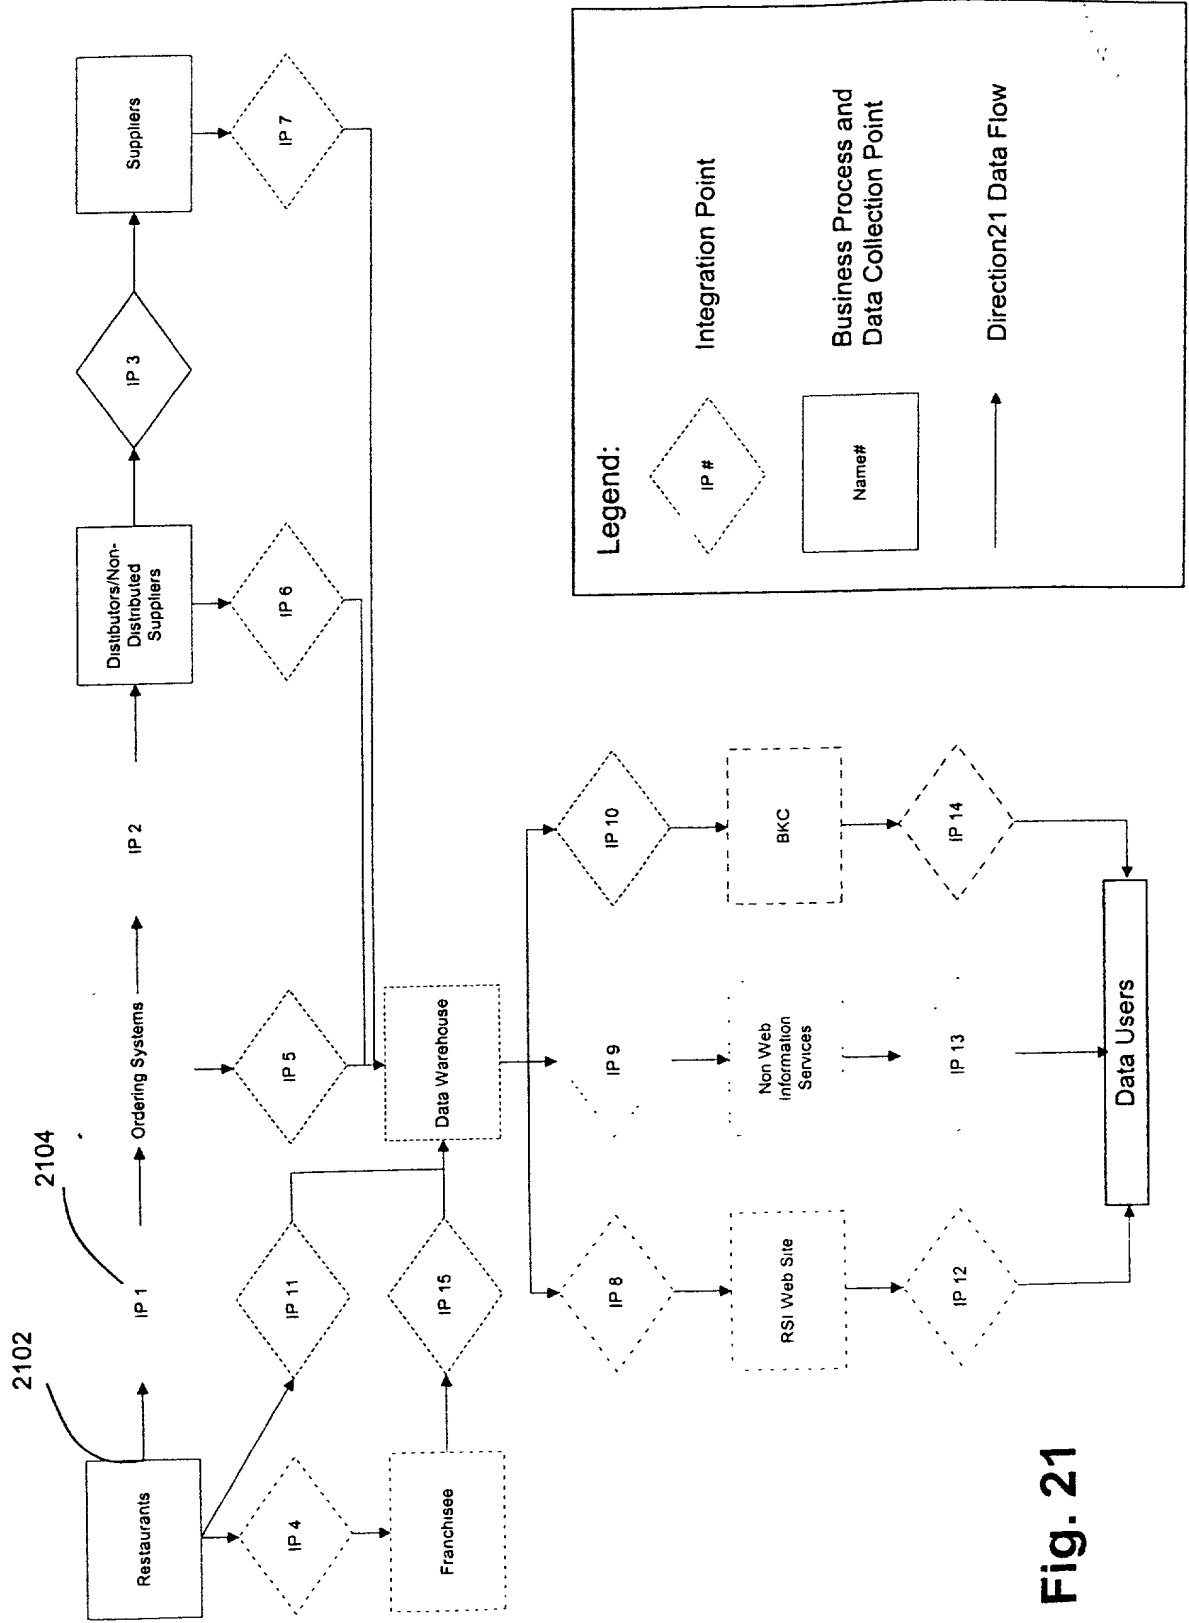 2102
2104
Restaurants
IP 1
Ordering Systems
IP 2
Distibutors/Non-
Distributed
Suppliers
IP 3
Suppliers
IP 4
IP 11
IP 5
IP 6
IP 7
Franchisee
IP 15
Data Warehouse
IP 8
IP 9
IP 10
RSI Web Site
Non Web
Information
Services
BKC
IP 12
IP 13
IP 14
Data Users
Legend:
IP #
Integration Point
Name#
Business Process and
Data Collection Point
Direction21 Data Flow
Fig. 21